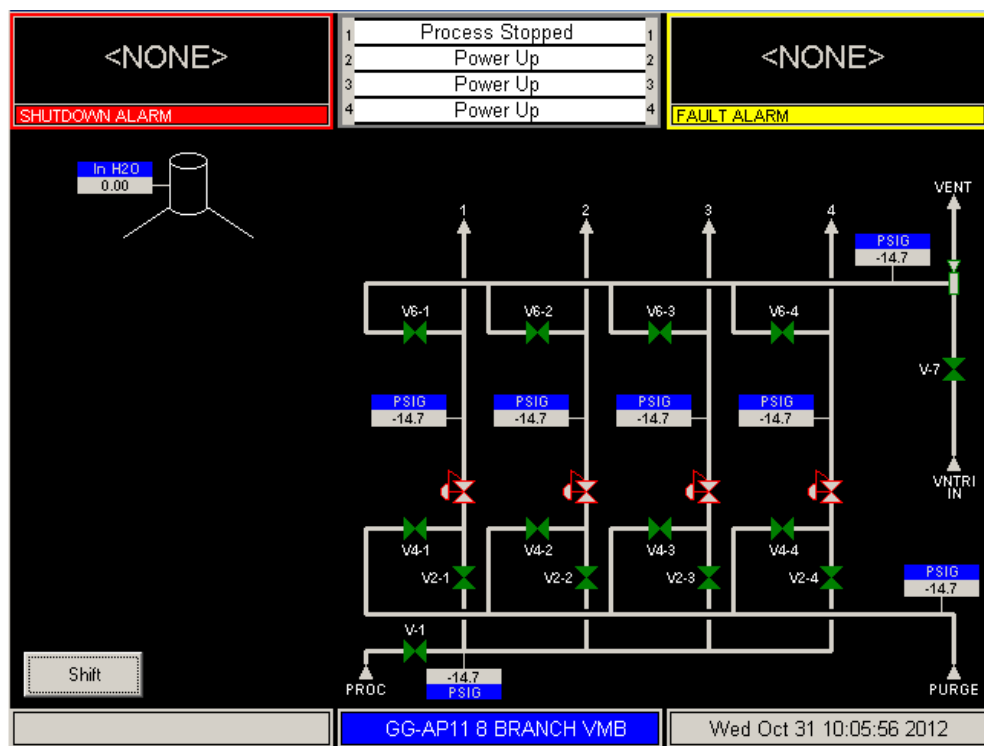 <NONE>
SHUTDOWN ALARM
1 Process Stopped 1
2 Power Up 2
3 Power Up 3
4 Power Up 4
<NONE>
FAULT ALARM
In H2O
0.00
VENT
1 2 3 4
PSIG
-14.7
V6-1 V6-2 V6-3 V6-4
V-7
PSIG PSIG PSIG PSIG
-14.7 -14.7 -14.7 -14.7
VNTRI
IN
V4-1 V4-2 V4-3 V4-4
V2-1 V2-2 V2-3 V2-4
PSIG
-14.7
V-1
Shift
-14.7
PSIG
PROC
PURGE
GG-AP11 8 BRANCH VMB
Wed Oct 31 10:05:56 2012